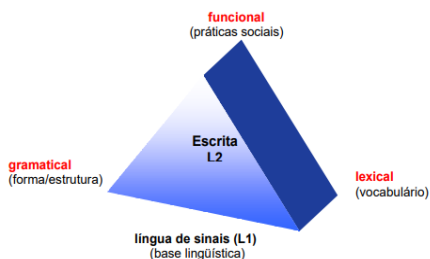 funcional
(práticas sociais)
Escrita
L2
gramatical
(forma/estrutura)
lexical
(vocabulário)
língua de sinais (L1)
(base lingüística)